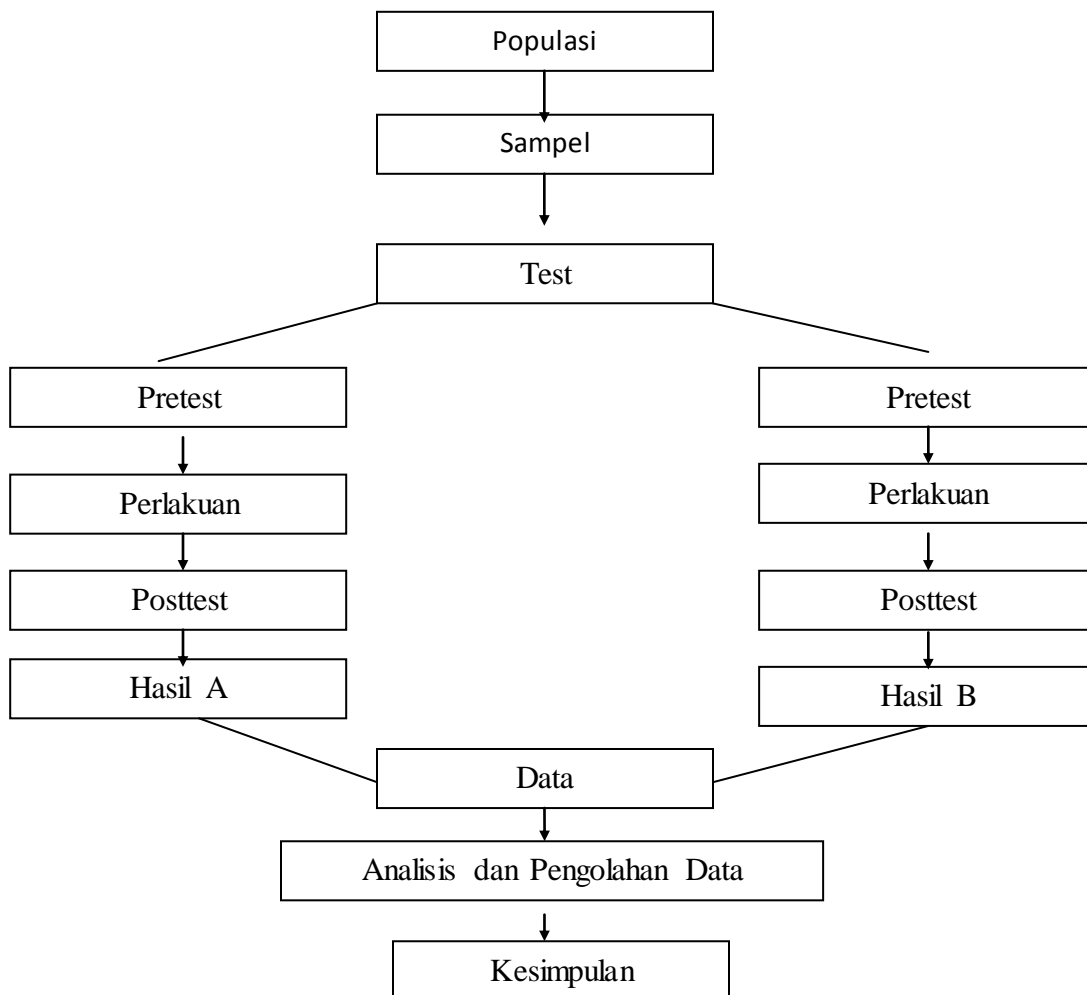 Populasi
Sampel
Test
Pretest
Perlakuan
Posttest
Hasil A
Pretest
Perlakuan
Posttest
Hasil B
Data
Analisis dan Pengolahan Data
Kesimpulan